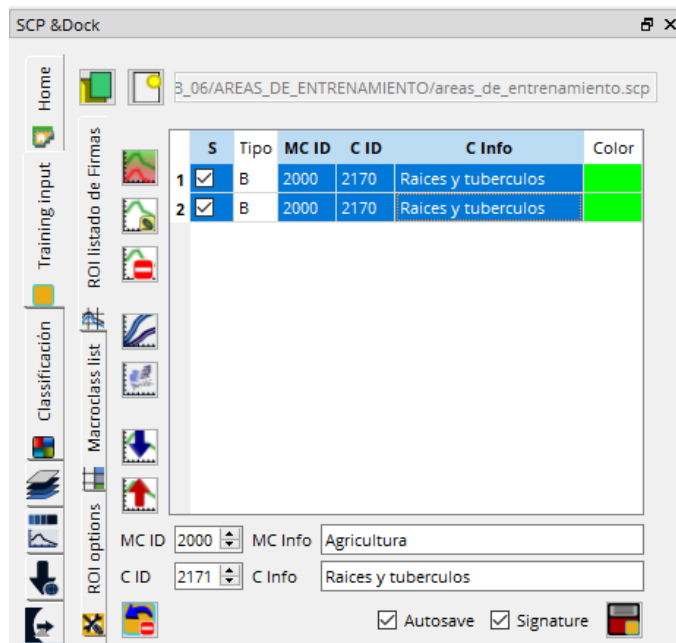 SCP &Dock
Home
Training input
Classificación
ROI listado de Firmas
Macroclass list
ROI options
3_06/AREAS_DE_ENTRENAMIENTO/areas_de_entrenamiento.scp
S Tipo MC ID C ID C Info Color
1 B 2000 2170 Raices y tuberculos
2 B 2000 2170 Raices y tuberculos
MC ID 2000 MC Info Agricultura
C ID 2171 C Info Raices y tuberculos
Autosave Signature